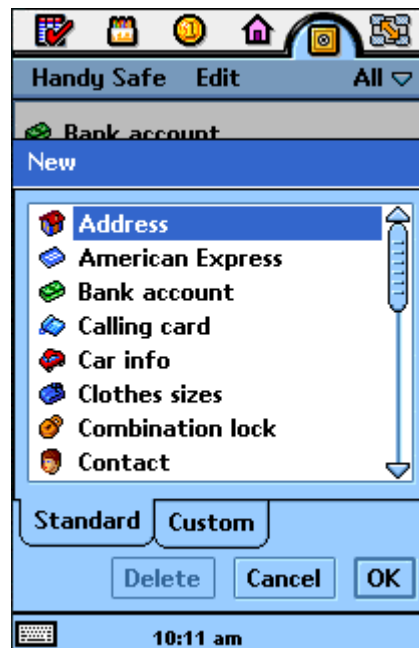 Handy Safe Edit All
Bank account
New
Address
American Express
Bank account
Calling card
Car info
Clothes sizes
Combination lock
Contact
Standard Custom
Delete Cancel OK
10:11 am